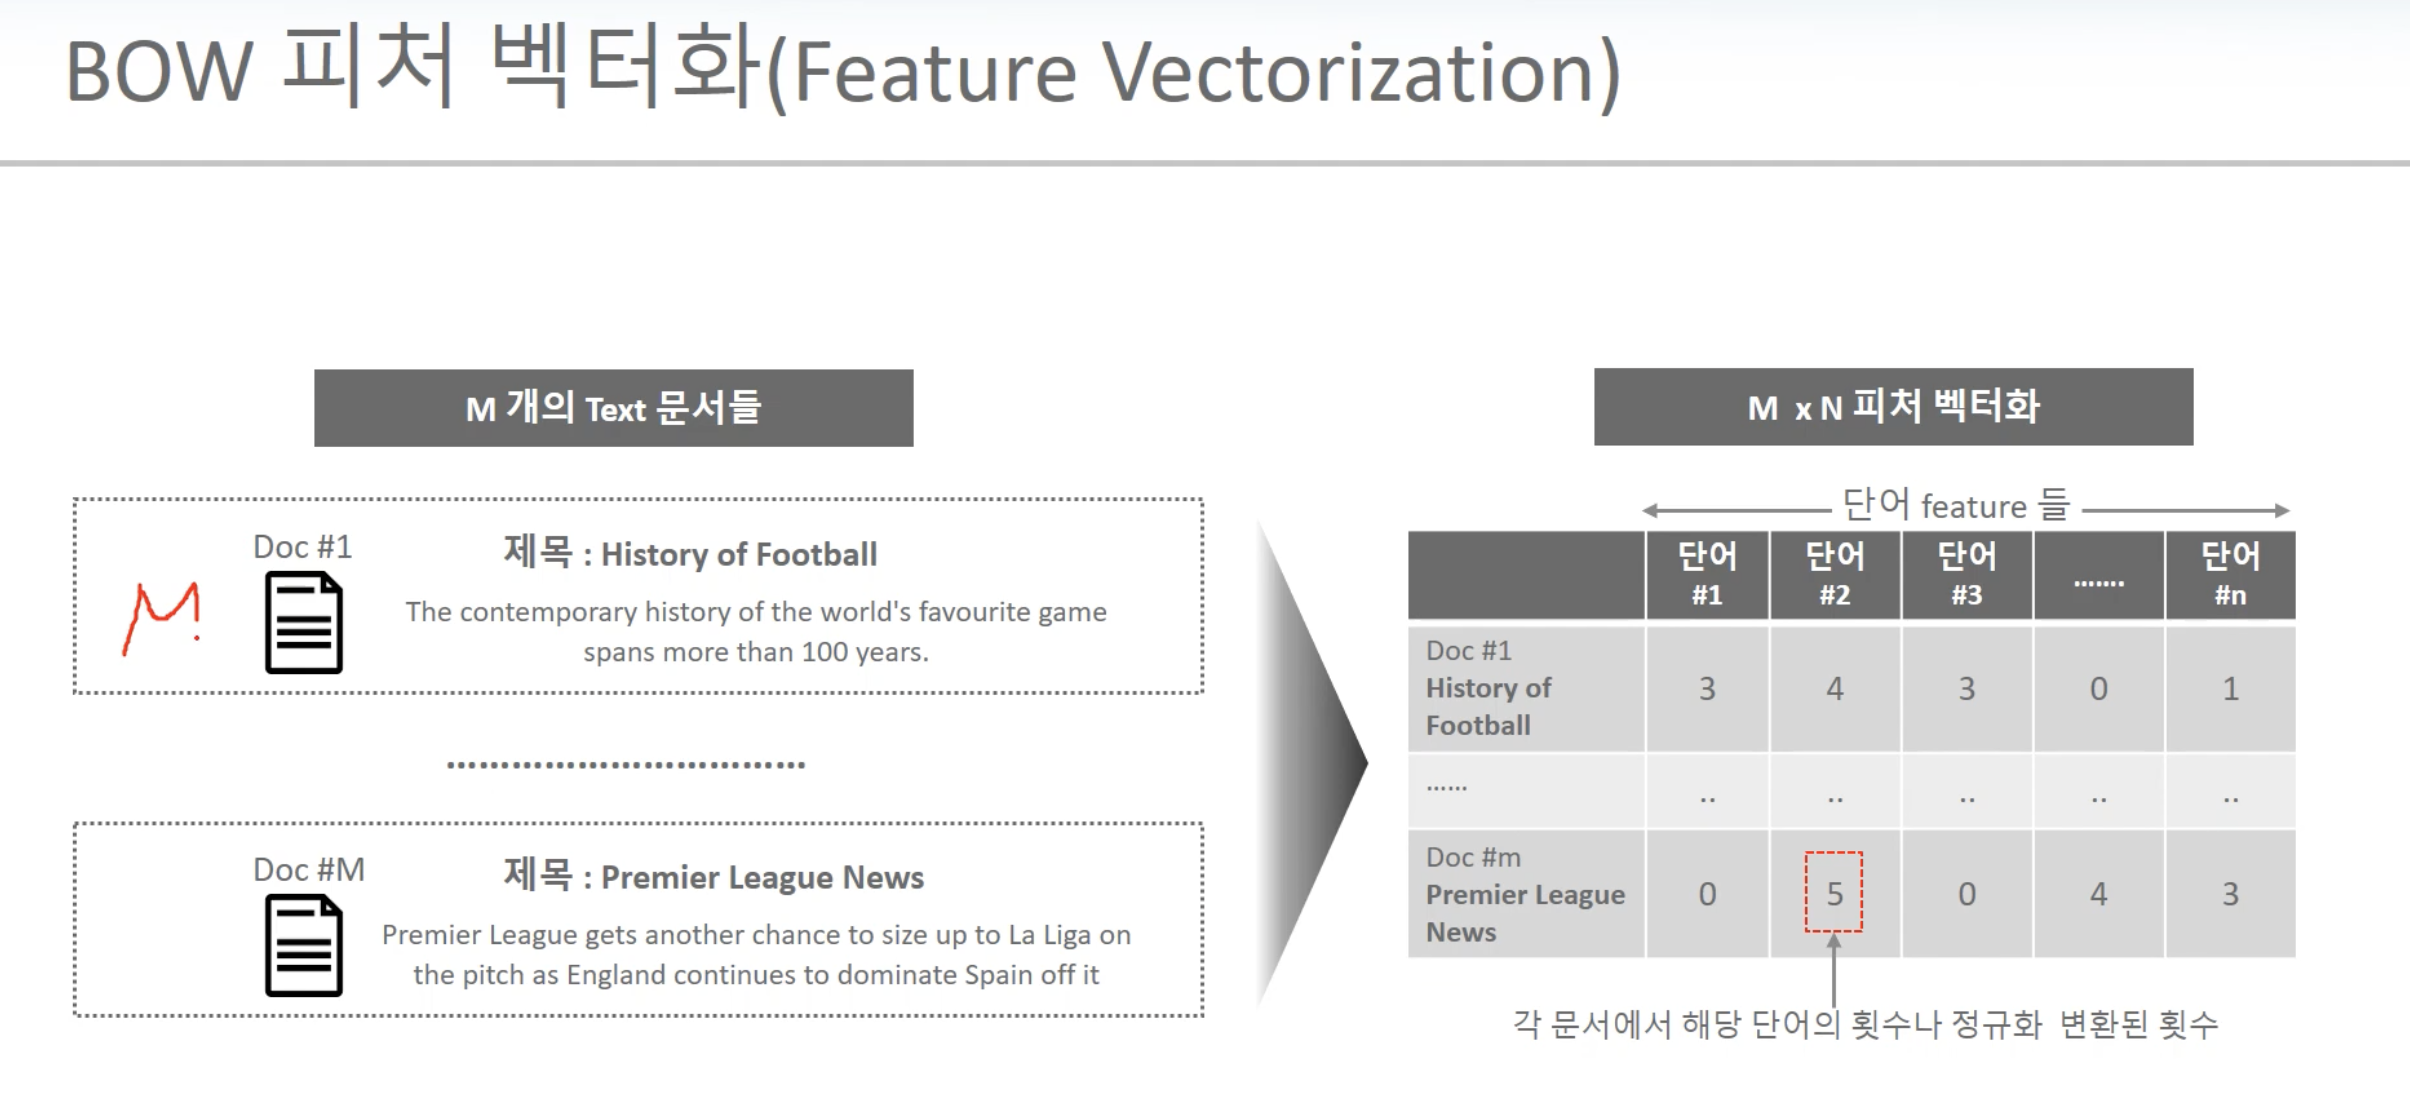 BOW 피처 벡터화(Feature Vectorization)
M 개의 Text 문서들
M x N 피처 벡터화
Doc #1
제목 : History of Football
The contemporary history of the world's favourite game
spans more than 100 years.
M
..............................
Doc #M
제목 : Premier League News
Premier League gets another chance to size up to La Liga on
the pitch as England continues to dominate Spain off it
단어 feature 들
단어 #1 단어 #2 단어 #3 ....... 단어 #n
Doc #1 History of Football 3 4 3 0 1
...... .. .. .. .. ..
Doc #m Premier League News 0 5 0 4 3
각 문서에서 해당 단어의 횟수나 정규화 변환된 횟수